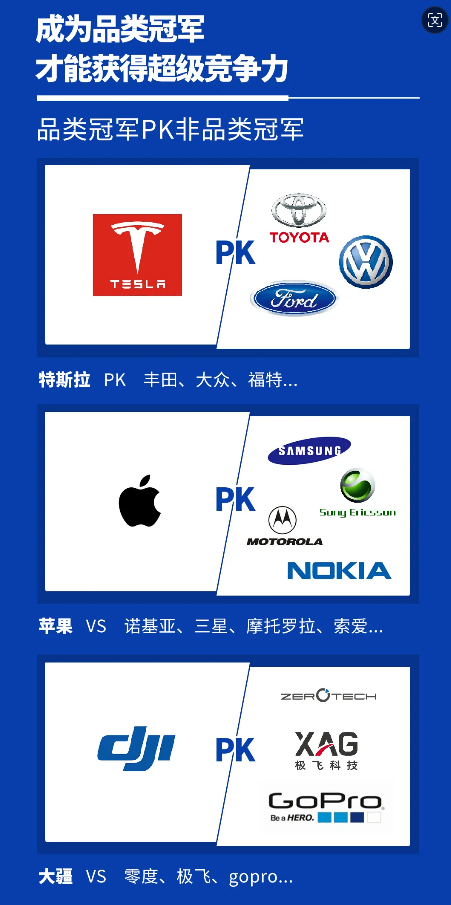 成为品类冠军
才能获得超级竞争力
品类冠军PK非品类冠军
TESLA
PK
TOYOTA
Ford
特斯拉 PK 丰田、大众、福特...
SAMSUNG
PK
Sony Ericsson
MOTOROLA
NOKIA
苹果 VS 诺基亚、三星、摩托罗拉、索爱...
ZEROTECH
dji
PK
XAG
极飞科技
GoPro
Be a HERO.
大疆 VS 零度、极飞、gopro...